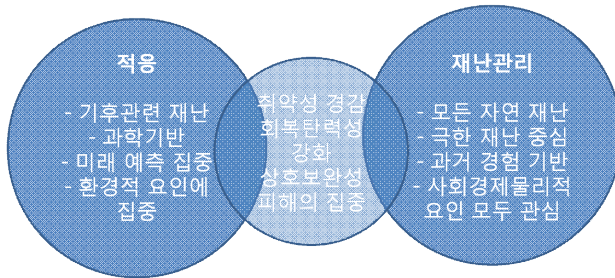 적용
- 기후관련 재난
- 과학기반
- 미래 예측 집중
- 환경적 요인에
집중
취약성 경감
회복탄력성
강화
상호보완성
피해의 집중
재난관리
- 모든 자연 재난
- 극한 재난 중심
- 과거 경험 기반
- 사회경제물리적
요인 모두 관심